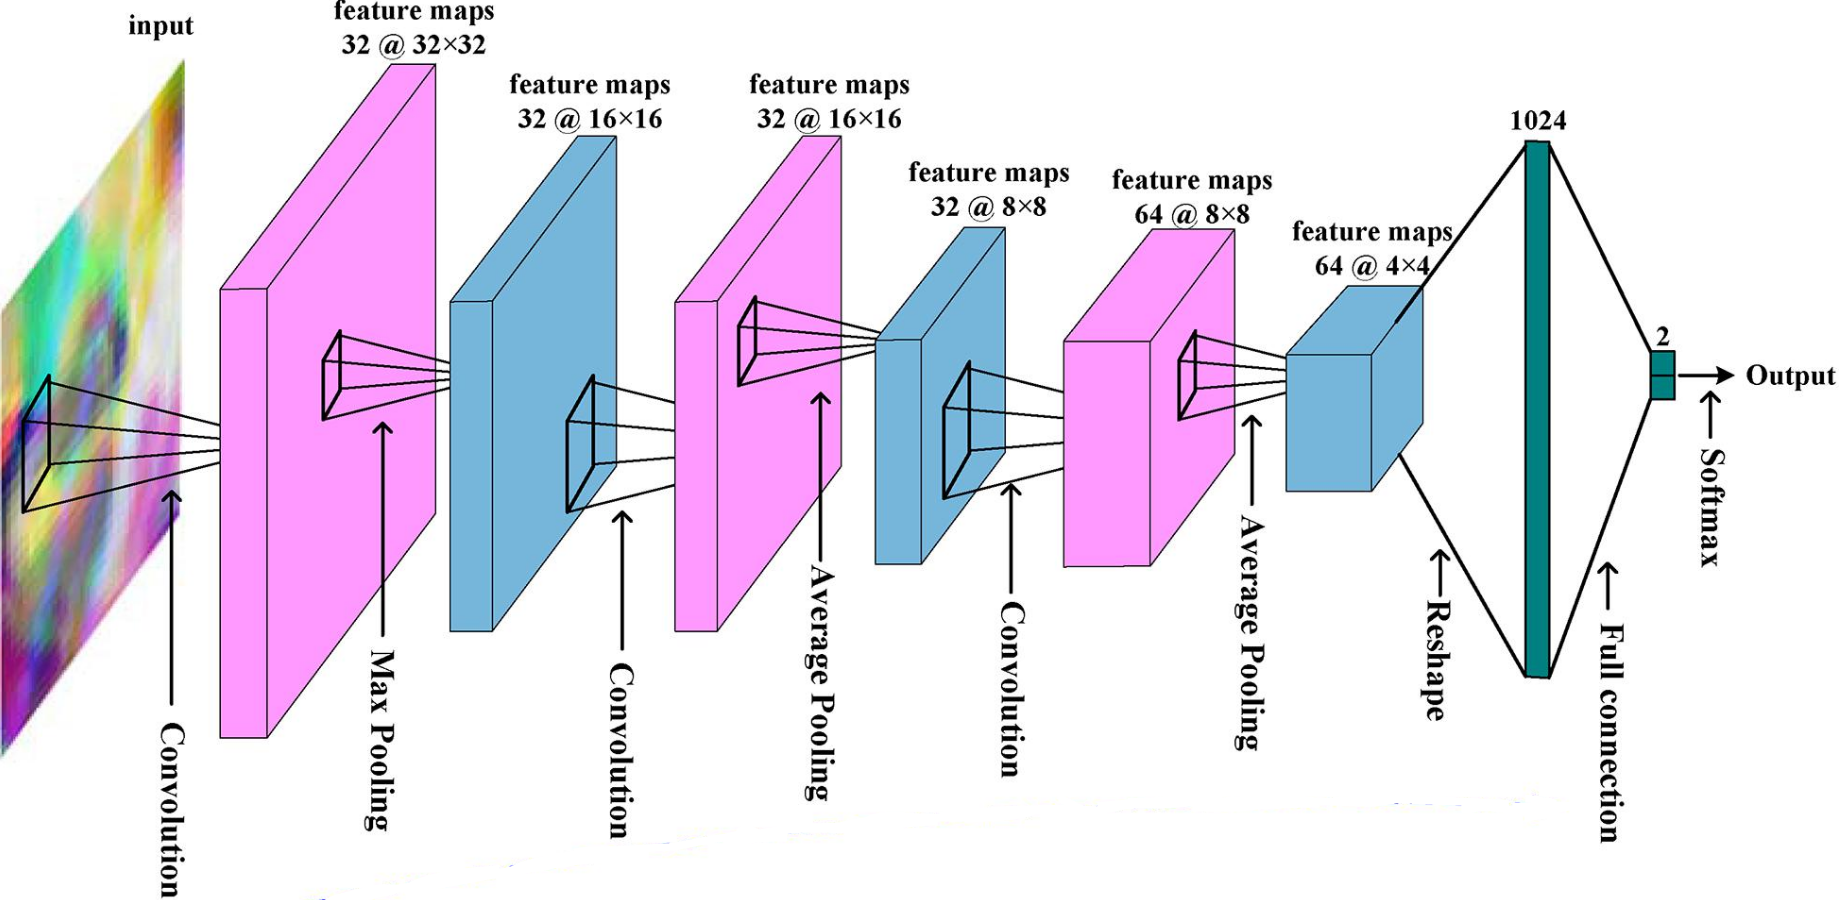 input
feature maps
32 @ 32×32
feature maps
32 @ 16×16
feature maps
32 @ 16×16
feature maps
32 @ 8×8
feature maps
64 @ 8×8
feature maps
64 @ 4×4
1024
2
Output
Convolution
Max Pooling
Convolution
Average Pooling
Convolution
Average Pooling
Reshape
Full connection
Softmax